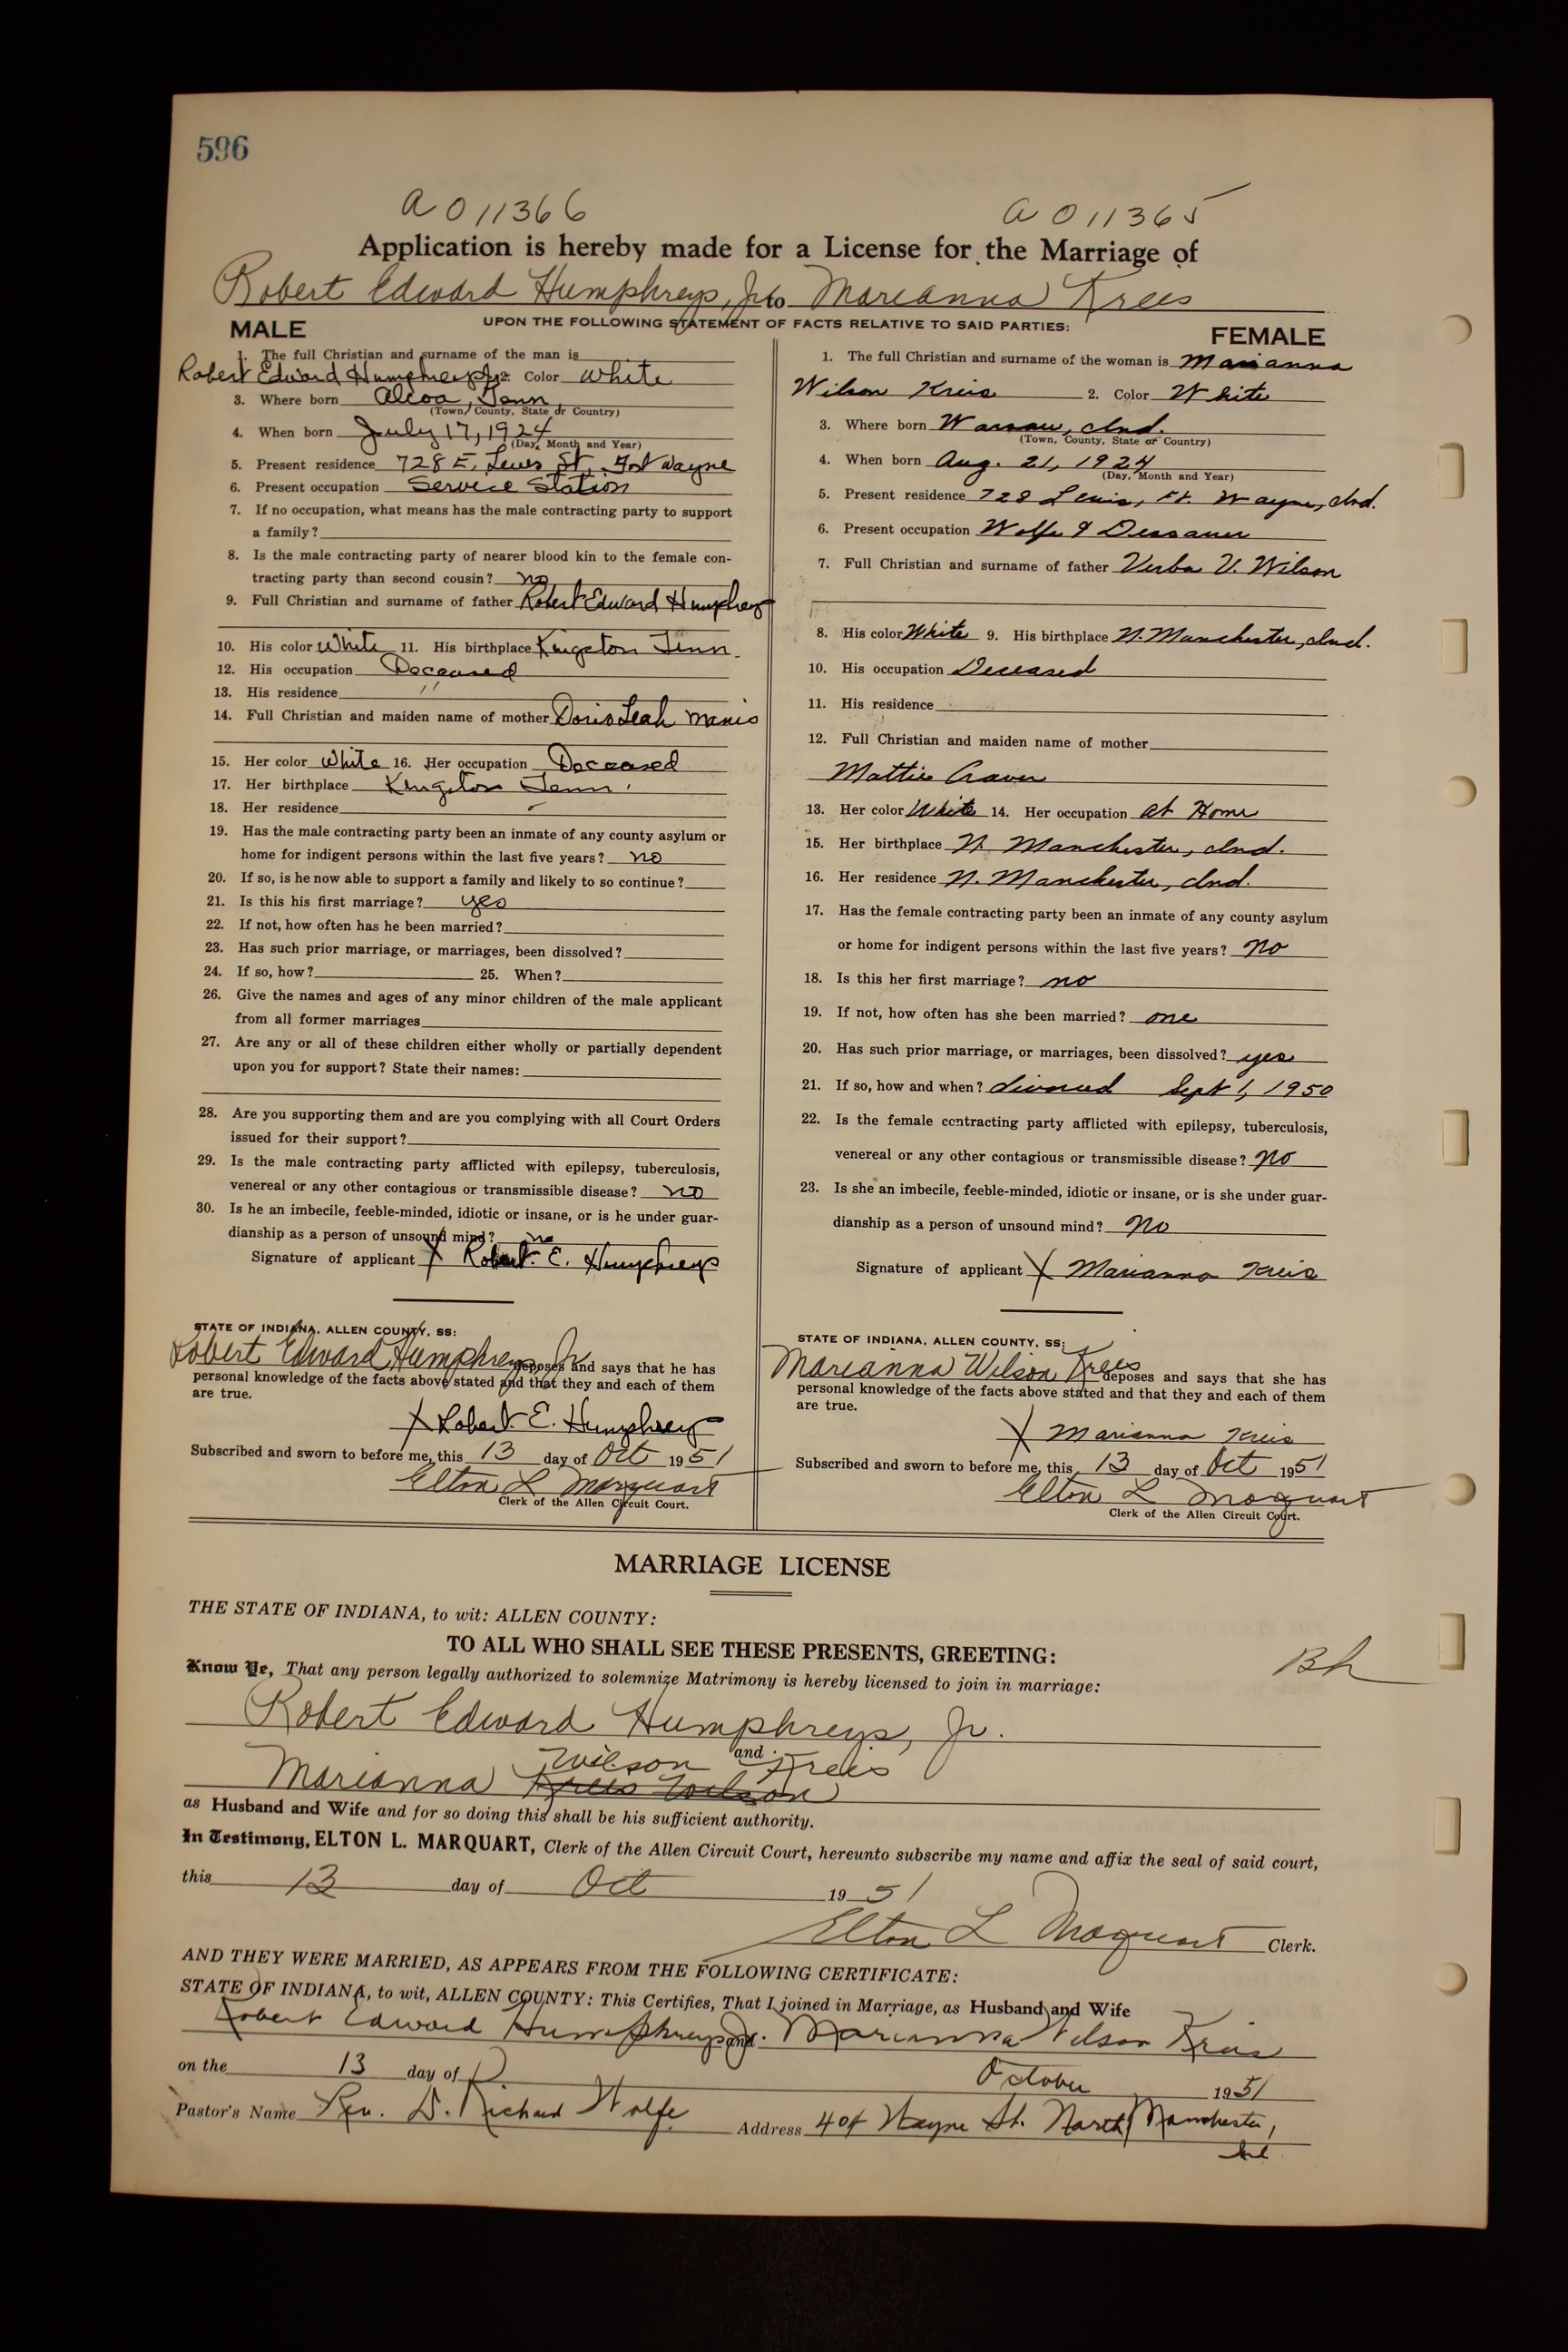 596
A 011366 A 011365
Application is hereby made for a License for the Marriage of
Robert Edward Humphreys, Jr. to Marianna Kreis
UPON THE FOLLOWING STATEMENT OF FACTS RELATIVE TO SAID PARTIES:
MALE
1. The full Christian and surname of the man is
Robert Edward Humphreys Jr. 2. Color White
3. Where born Alcoa, Tenn.
(Town, County, State or Country)
4. When born July 17, 1924
(Day, Month and Year)
5. Present residence 728 E. Lewis St., Fort Wayne
6. Present occupation Service Station
7. If no occupation, what means has the male contracting party to support
a family?
8. Is the male contracting party of nearer blood kin to the female con-
tracting party than second cousin? no
9. Full Christian and surname of father Robert Edward Humphreys
10. His color White 11. His birthplace Kingston Tenn.
12. His occupation Deceased
13. His residence "
14. Full Christian and maiden name of mother Doris Leah Manis
15. Her color White 16. Her occupation Deceased
17. Her birthplace Kingston Tenn.
18. Her residence
19. Has the male contracting party been an inmate of any county asylum or
home for indigent persons within the last five years? no
20. If so, is he now able to support a family and likely to so continue?
21. Is this his first marriage? yes
22. If not, how often has he been married?
23. Has such prior marriage, or marriages, been dissolved?
24. If so, how? 25. When?
26. Give the names and ages of any minor children of the male applicant
from all former marriages
27. Are any or all of these children either wholly or partially dependent
upon you for support? State their names:
28. Are you supporting them and are you complying with all Court Orders
issued for their support?
29. Is the male contracting party afflicted with epilepsy, tuberculosis,
venereal or any other contagious or transmissible disease? no
30. Is he an imbecile, feeble-minded, idiotic or insane, or is he under guar-
dianship as a person of unsound mind? no
Signature of applicant X Robert E. Humphreys
STATE OF INDIANA, ALLEN COUNTY, SS:
Robert Edward Humphreys, Jr. deposes and says that he has
personal knowledge of the facts above stated and that they and each of them
are true.
X Robert E. Humphreys
Subscribed and sworn to before me, this 13 day of Oct 1951
Elton L Marquart
Clerk of the Allen Circuit Court.
FEMALE
1. The full Christian and surname of the woman is Marianna
Wilson Kreis 2. Color White
3. Where born Warsaw, Ind.
(Town, County, State or Country)
4. When born Aug. 21, 1924
(Day, Month and Year)
5. Present residence 728 Lewis, Ft. Wayne, Ind.
6. Present occupation Wolfe & Dessauer
7. Full Christian and surname of father Verba V. Wilson
8. His color White 9. His birthplace N. Manchester, Ind.
10. His occupation Deceased
11. His residence
12. Full Christian and maiden name of mother
Mattie Craven
13. Her color White 14. Her occupation at Home
15. Her birthplace N. Manchester, Ind.
16. Her residence N. Manchester, Ind.
17. Has the female contracting party been an inmate of any county asylum
or home for indigent persons within the last five years? no
18. Is this her first marriage? no
19. If not, how often has she been married? one
20. Has such prior marriage, or marriages, been dissolved? yes
21. If so, how and when? divorced Sept 1, 1950
22. Is the female contracting party afflicted with epilepsy, tuberculosis,
venereal or any other contagious or transmissible disease? no
23. Is she an imbecile, feeble-minded, idiotic or insane, or is she under guar-
dianship as a person of unsound mind? no
Signature of applicant X Marianna Kreis
STATE OF INDIANA, ALLEN COUNTY, SS:
Marianna Wilson Kreis deposes and says that she has
personal knowledge of the facts above stated and that they and each of them
are true.
X Marianna Kreis
Subscribed and sworn to before me, this 13 day of Oct 1951
Elton L Marquart
Clerk of the Allen Circuit Court.
MARRIAGE LICENSE
THE STATE OF INDIANA, to wit: ALLEN COUNTY:
TO ALL WHO SHALL SEE THESE PRESENTS, GREETING:
Bh
Know Ye, That any person legally authorized to solemnize Matrimony is hereby licensed to join in marriage:
Robert Edward Humphreys, Jr.
and
Wilson Kreis
Marianna Kreis Wilson
as Husband and Wife and for so doing this shall be his sufficient authority.
In Testimony, ELTON L. MARQUART, Clerk of the Allen Circuit Court, hereunto subscribe my name and affix the seal of said court,
this 13 day of Oct 1951
Elton L Marquart Clerk.
AND THEY WERE MARRIED, AS APPEARS FROM THE FOLLOWING CERTIFICATE:
STATE OF INDIANA, to wit, ALLEN COUNTY: This Certifies, That I joined in Marriage, as Husband and Wife
Robert Edward Humphreys Jr. and Marianna Wilson Kreis
on the 13 day of October 1951
Pastor's Name Rev. D. Richard Wolfe Address 404 Wayne St. North Manchester,
Ind